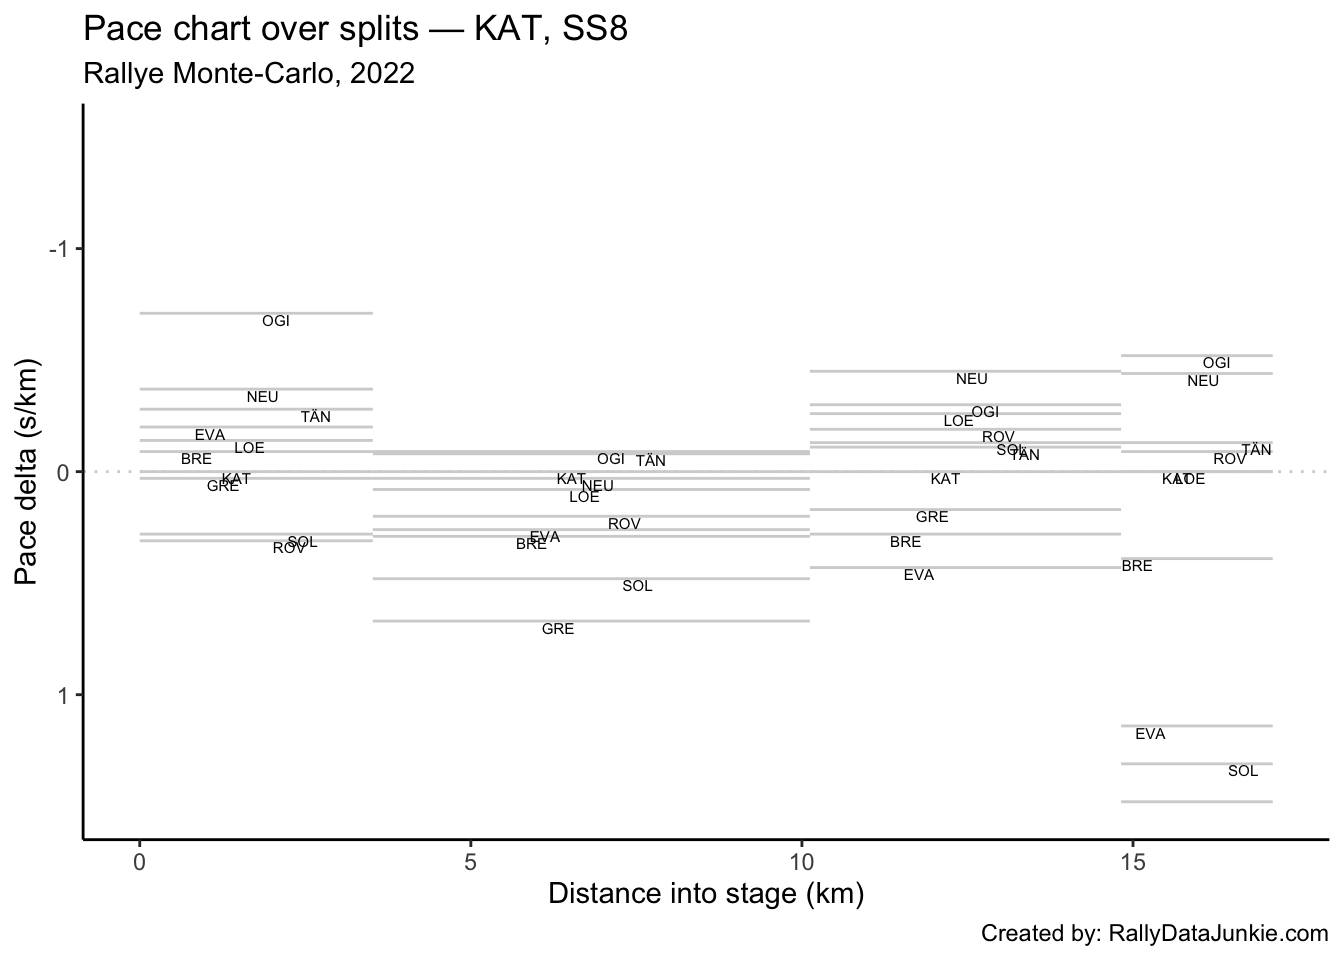 Pace chart over splits — KAT, SS8
Rallye Monte-Carlo, 2022
Pace delta (s/km)
-1
0
1
OGI
NEU
TÄN
EVA
LOE
BRE
KAT
GRE
SOL
ROV
OGI
TÄN
KAT
NEU
LOE
ROV
EVA
BRE
SOL
GRE
NEU
OGI
LOE
ROV
SOL
TÄN
KAT
GRE
BRE
EVA
OGI
NEU
TÄN
ROV
KAT
LOE
BRE
EVA
SOL
0
5
10
15
Distance into stage (km)
Created by: RallyDataJunkie.com